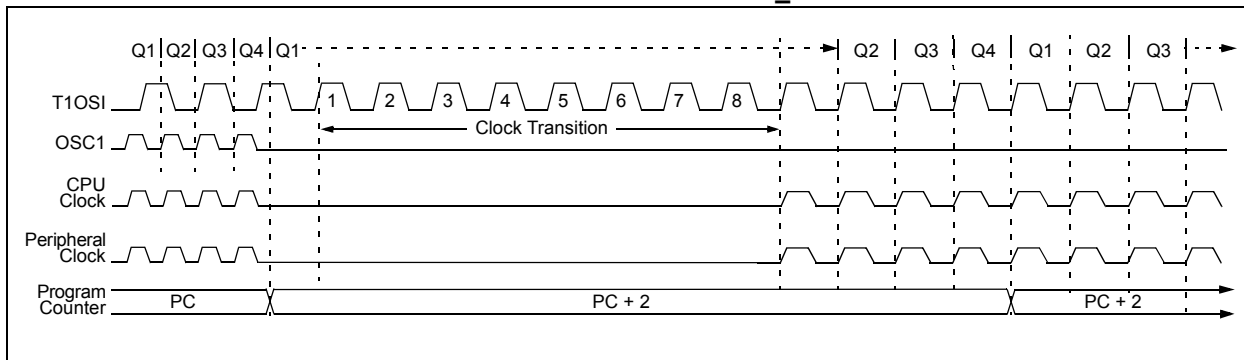 Q1 Q2 Q3 Q4 Q1 Q2 Q3 Q4 Q1 Q2 Q3
T1OSI 1 2 3 4 5 6 7 8
Clock Transition
OSC1
CPU
Clock
Peripheral
Clock
Program
Counter
PC PC + 2 PC + 2